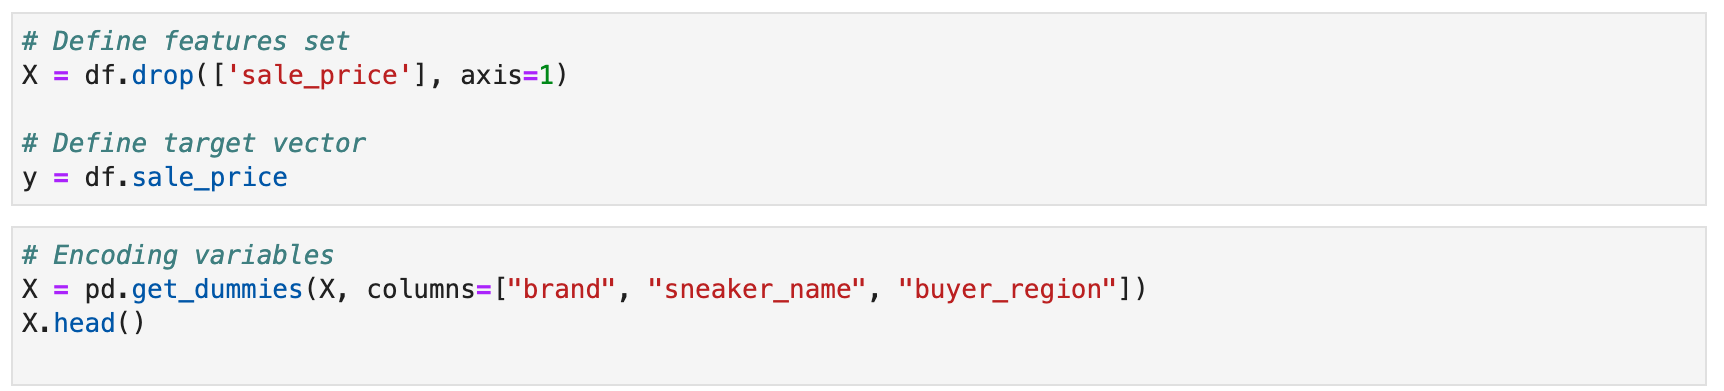 # Define features set
X = df.drop(['sale_price'], axis=1)
# Define target vector
y = df.sale_price
# Encoding variables
X = pd.get_dummies(X, columns=["brand", "sneaker_name", "buyer_region"])
X.head()